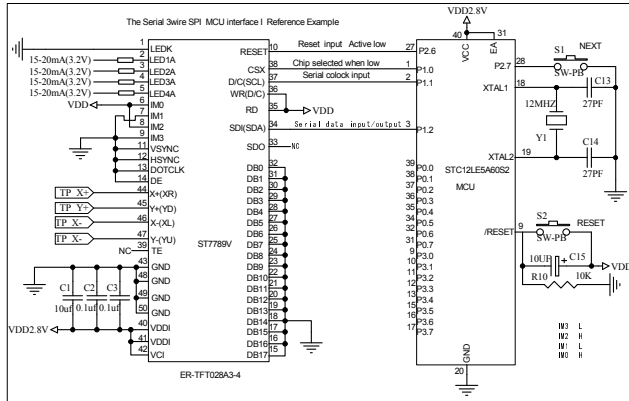 The Serial 3wire SPI MCU interface I Reference Example
1 LEDK
15-20mA(3.2V) 2 LED1A
15-20mA(3.2V) 3 LED2A
15-20mA(3.2V) 4 LED3A
15-20mA(3.2V) 5 LED4A
VDD 6 IM0
7 IM1
8 IM2
9 IM3
11 VSYNC
12 HSYNC
13 DOTCLK
14 DE
TP X+ 44 X+(XR)
TP Y+ 45 Y+(YD)
TP X- 46 X-(XL)
TP X- 47 Y-(YU)
NC 39 TE
43 GND
48 GND
49 GND
50 GND
C1 C2 C3
10uf 0.1uf 0.1uf
VDD2.8V 40 VDDI
41 VDDI
42 VCI
ST7789V
ER-TFT028A3-4
RESET 10 Reset input Active low 27 P2.6
CSX 38 Chip selected when low 1 P1.0
D/C(SCL) 37 Serial colock input 2 P1.1
WR(D/C) 36
RD 35 VDD
SDI(SDA) 34 Serial data input/output 3 P1.2
SDO 33 NC
DB0 32
DB1 31
DB2 30
DB3 29
DB4 28
DB5 27
DB6 26
DB7 25
DB8 24
DB9 23
DB10 22
DB11 21
DB12 20
DB13 19
DB14 18
DB15 17
DB16 16
DB17 15
39 P0.0
38 P0.1
37 P0.2
36 P0.3
35 P0.4
34 P0.5
32 P0.6
31 P0.7
9 P3.0
10 P3.1
11 P3.2
12 P3.3
13 P3.4
14 P3.5
15 P3.6
16 P3.7
17
VDD2.8V
40 VCC
31 EA
STC12LE5A60S2
MCU
GND
20
P2.7 28
S1 NEXT
SW-PB
XTAL1 18
C13
27PF
12MHZ
Y1
XTAL2 19
C14
27PF
/RESET 9
S2 RESET
SW-PB
10UF + C15 VDD
R10 10K
IM3 L
IM2 H
IM1 L
IM0 H